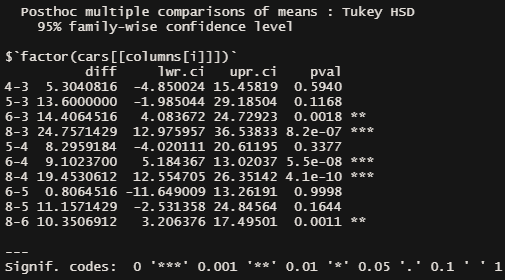 Posthoc multiple comparisons of means : Tukey HSD
95% family-wise confidence level
$`factor(cars[[columns[i]]])`
diff lwr.ci upr.ci pval
4-3 5.3040816 -4.850024 15.45819 0.5940
5-3 13.6000000 -1.985044 29.18504 0.1168
6-3 14.4064516 4.083672 24.72923 0.0018 **
8-3 24.7571429 12.975957 36.53833 8.2e-07 ***
5-4 8.2959184 -4.020111 20.61195 0.3377
6-4 9.1023700 5.184367 13.02037 5.5e-08 ***
8-4 19.4530612 12.554705 26.35142 4.1e-10 ***
6-5 0.8064516 -11.649009 13.26191 0.9998
8-5 11.1571429 -2.531358 24.84564 0.1644
8-6 10.3506912 3.206376 17.49501 0.0011 **
---
Signif. codes: 0 '***' 0.001 '**' 0.01 '*' 0.05 '.' 0.1 ' ' 1